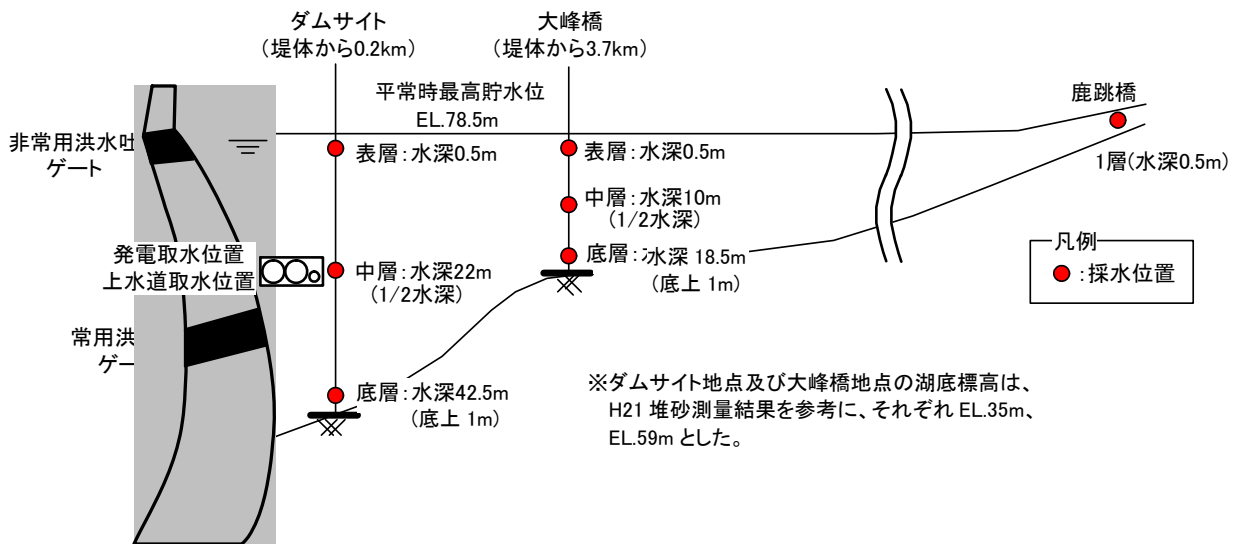 ダムサイト
(堤体から0.2km)
大峰橋
(堤体から3.7km)
平常時最高貯水位
EL.78.5m
鹿跳橋
非常用洪水吐
ゲート
表層：水深0.5m
表層：水深0.5m
1層(水深0.5m)
中層：水深10m
(1/2水深)
発電取水位置
上水道取水位置
中層：水深22m
(1/2水深)
底層：水深 18.5m
(底上 1m)
凡例
：採水位置
常用洪
ゲー
底層：水深42.5m
(底上 1m)
※ダムサイト地点及び大峰橋地点の湖底標高は、
H21 堆砂測量結果を参考に、それぞれ EL.35m、
EL.59m とした。